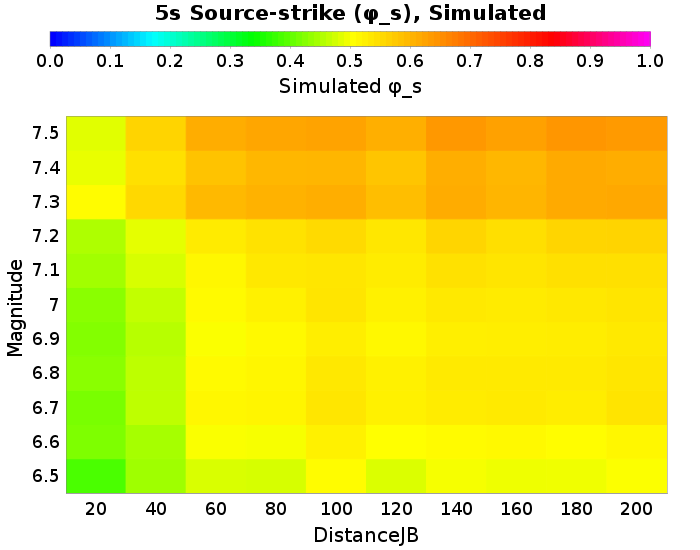 5s Source-strike (φ_s), Simulated
0.0 0.1 0.2 0.3 0.4 0.5 0.6 0.7 0.8 0.9 1.0
Simulated φ_s
Magnitude
7.5
7.4
7.3
7.2
7.1
7
6.9
6.8
6.7
6.6
6.5
20 40 60 80 100 120 140 160 180 200
DistanceJB